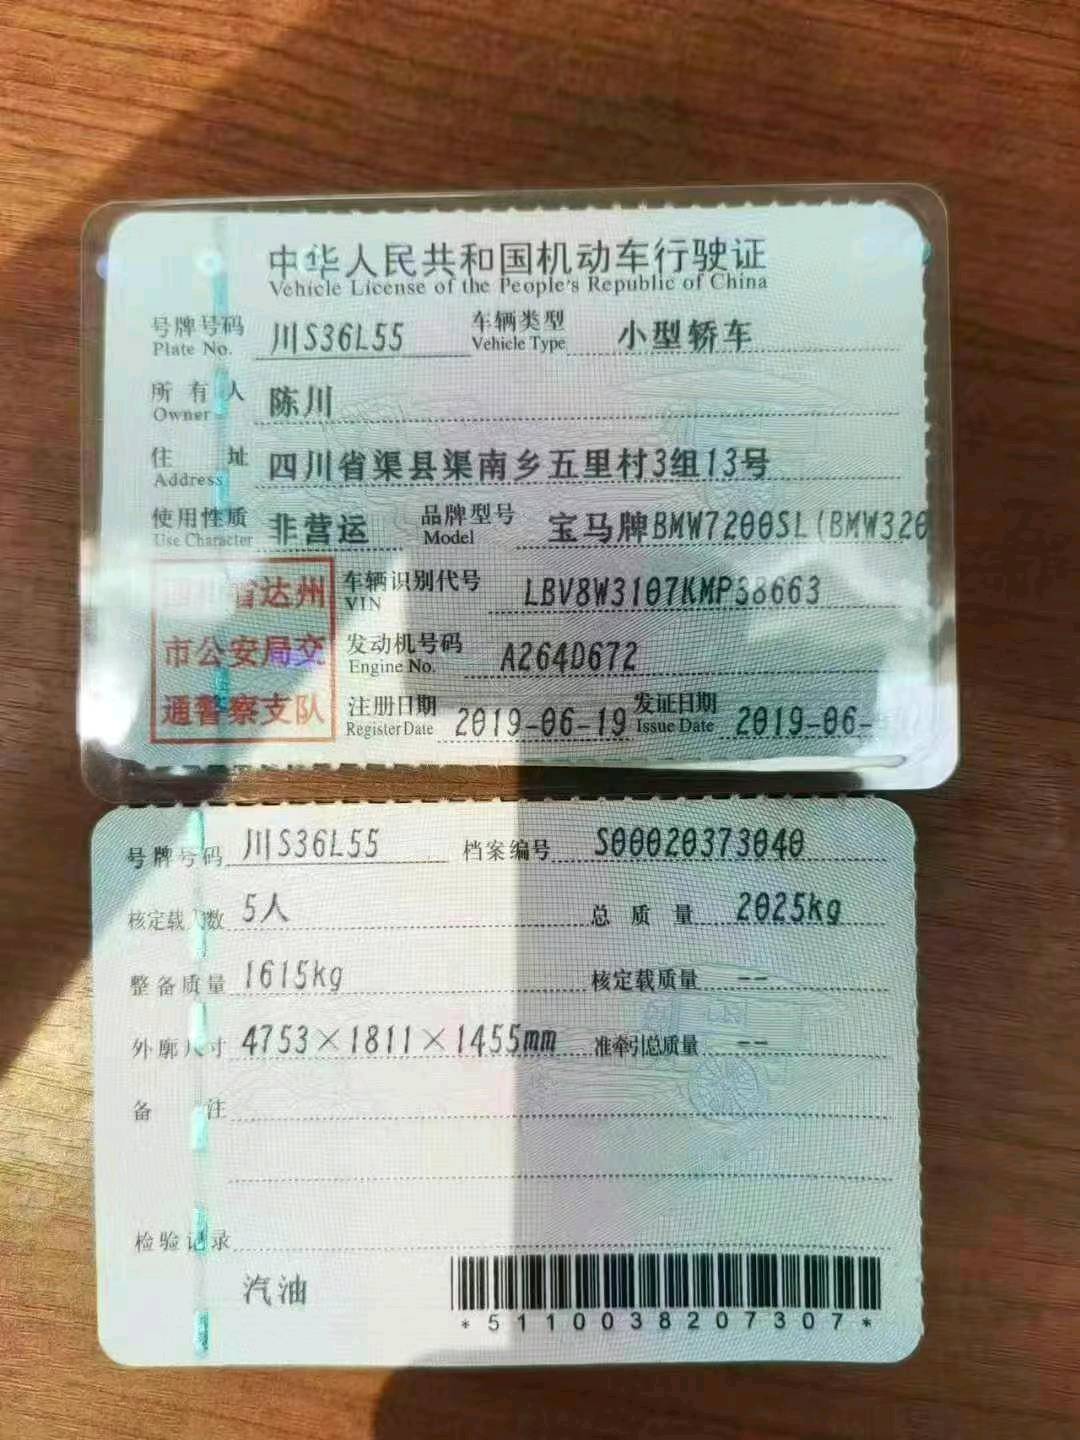 中华人民共和国机动车行驶证
Vehicle License of the People's Republic of China
号牌号码 川S36L55 车辆类型 小型轿车
Plate No. Vehicle Type
所有人 陈川
Owner
住址 四川省渠县渠南乡五里村3组13号
Address
使用性质 非营运 品牌型号 宝马牌BMW7200SL(BMW320
Use Character Model
四川省达州
市公安局交
通警察支队
车辆识别代号 LBV8W3107KMP38663
VIN
发动机号码 A264D672
Engine No.
注册日期 2019-06-19 发证日期 2019-06-
Register Date Issue Date
号牌号码 川S36L55 档案编号 S00020373040
核定载人数 5人 总质量 2025kg
整备质量 1615kg 核定载质量 --
外廓尺寸 4753×1811×1455mm 准牵引总质量 --
备注
检验记录
汽油
*5110038207307*